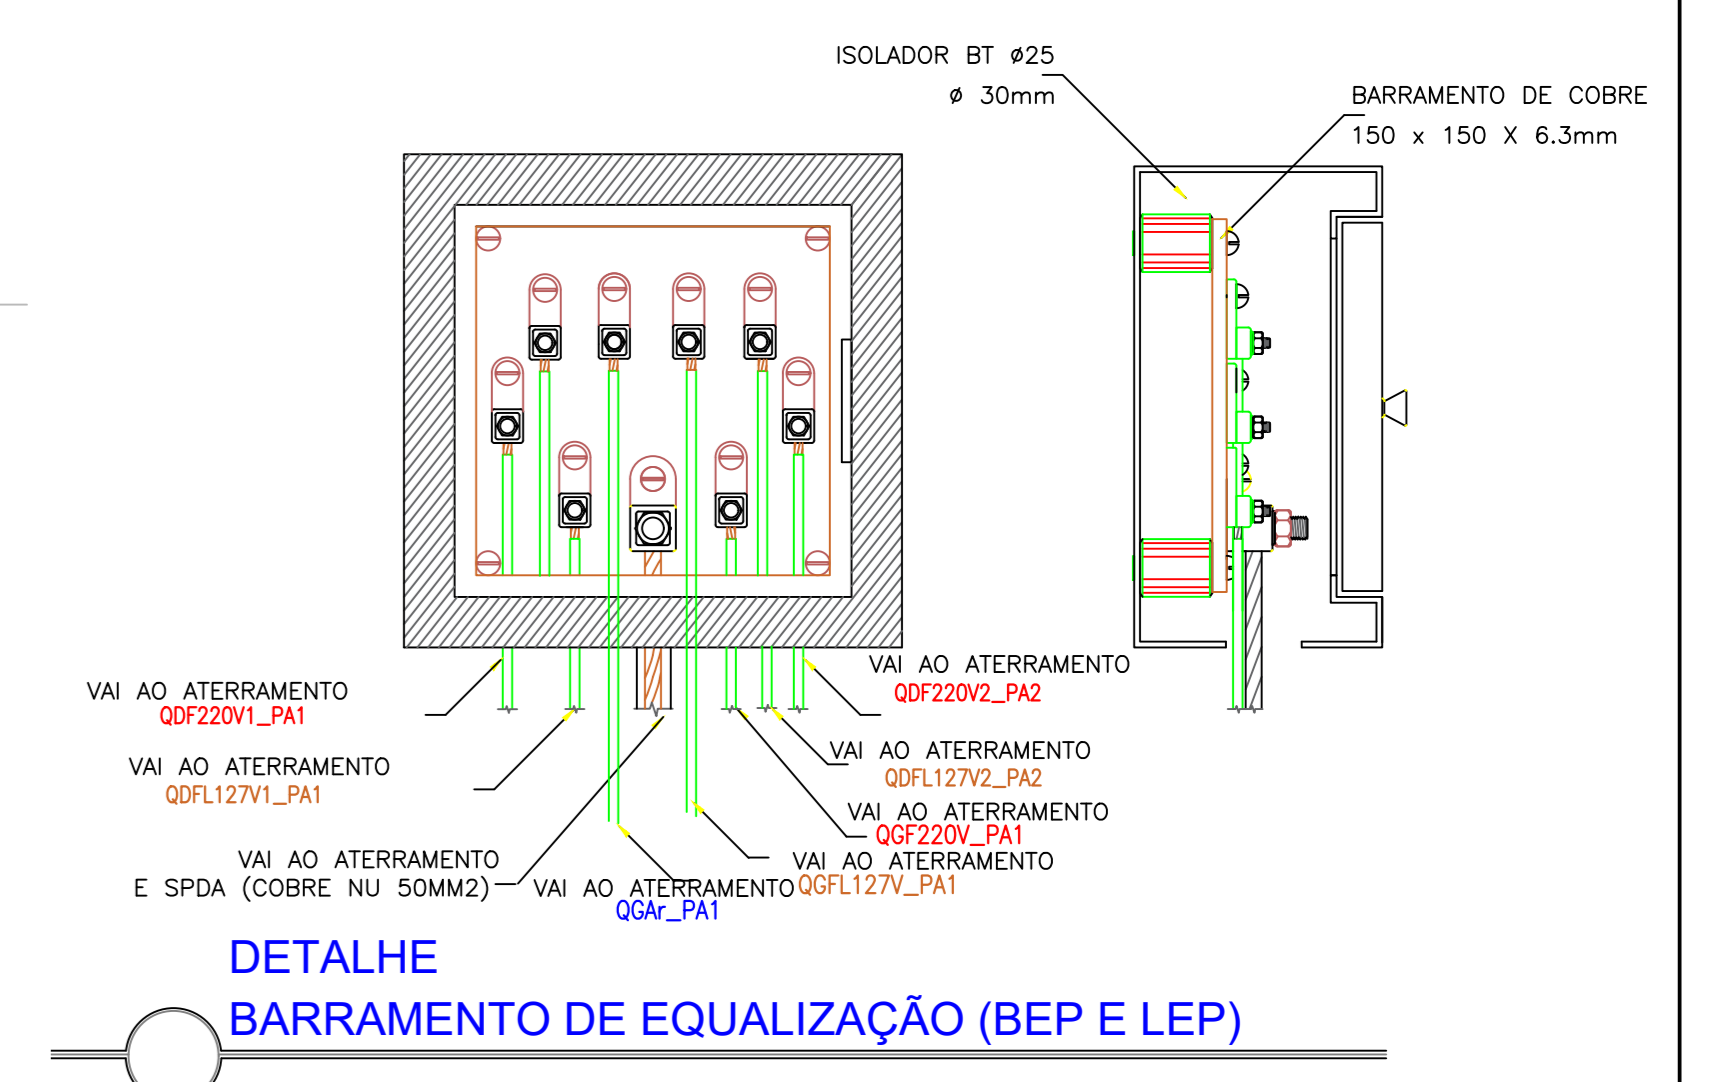 ISOLADOR BT ø25
ø 30mm
BARRAMENTO DE COBRE
150 x 150 X 6.3mm
VAI AO ATERRAMENTO
QDF220V1_PA1
VAI AO ATERRAMENTO
QDFL127V1_PA1
VAI AO ATERRAMENTO
E SPDA (COBRE NU 50MM2)
VAI AO ATERRAMENTO
QGAr_PA1
VAI AO ATERRAMENTO
QDF220V2_PA2
VAI AO ATERRAMENTO
QDFL127V2_PA2
VAI AO ATERRAMENTO
QGF220V_PA1
VAI AO ATERRAMENTO
QGFL127V_PA1
DETALHE
BARRAMENTO DE EQUALIZAÇÃO (BEP E LEP)